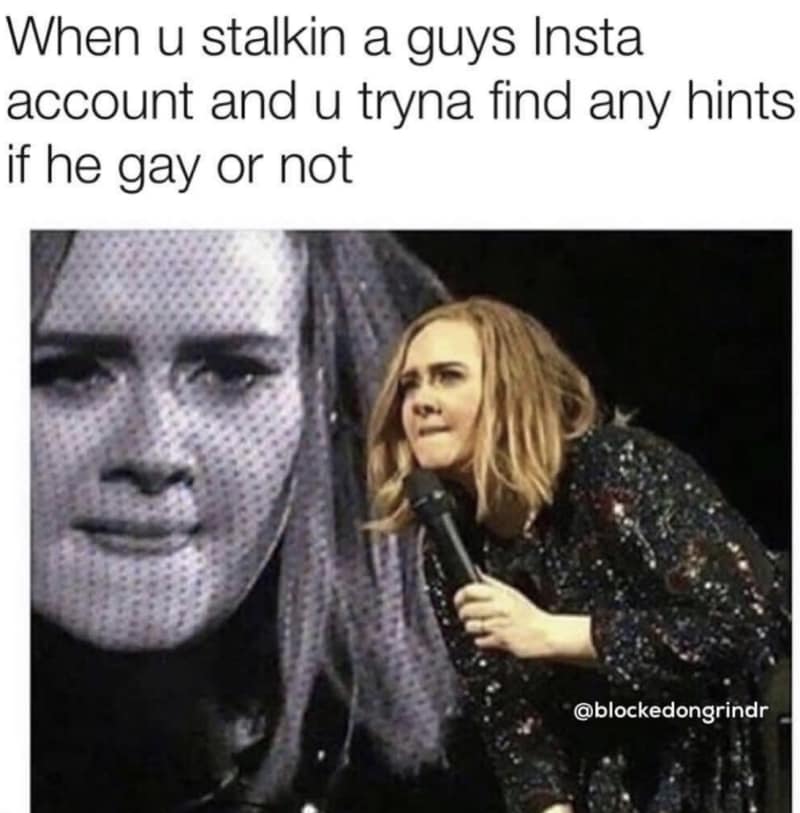 When u stalkin a guys Insta
account and u tryna find any hints
if he gay or not
@blockedongrindr